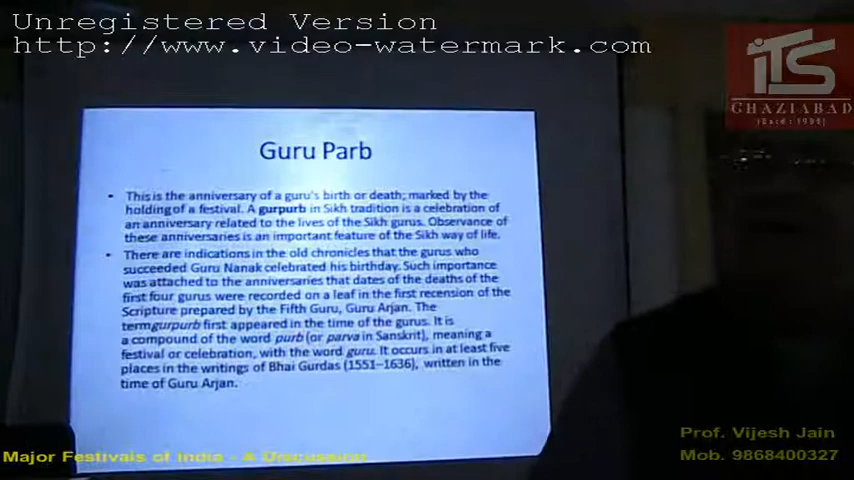 Unregistered Version
http://www.video-watermark.com
iTS
GHAZIABAD
Guru Parb
• This is the anniversary of a guru's birth or death; marked by the
holding of a festival. A gurpurb in Sikh tradition is a celebration of
an anniversary related to the lives of the Sikh gurus. Observance of
these anniversaries is an important feature of the Sikh way of life.
• There are indications in the old chronicles that the gurus who
succeeded Guru Nanak celebrated his birthday. Such importance
was attached to the anniversaries that dates of the deaths of the
first four gurus were recorded on a leaf in the first recension of the
Scripture prepared by the Fifth Guru, Guru Arjan. The
term gurpurb first appeared in the time of the gurus. It is
a compound of the word purb (or parva in Sanskrit), meaning a
festival or celebration, with the word guru. It occurs in at least five
places in the writings of Bhai Gurdas (1551–1636), written in the
time of Guru Arjan.
Prof. Vijesh Jain
Mob. 9868400327
Major Festivals of India - A Discussion